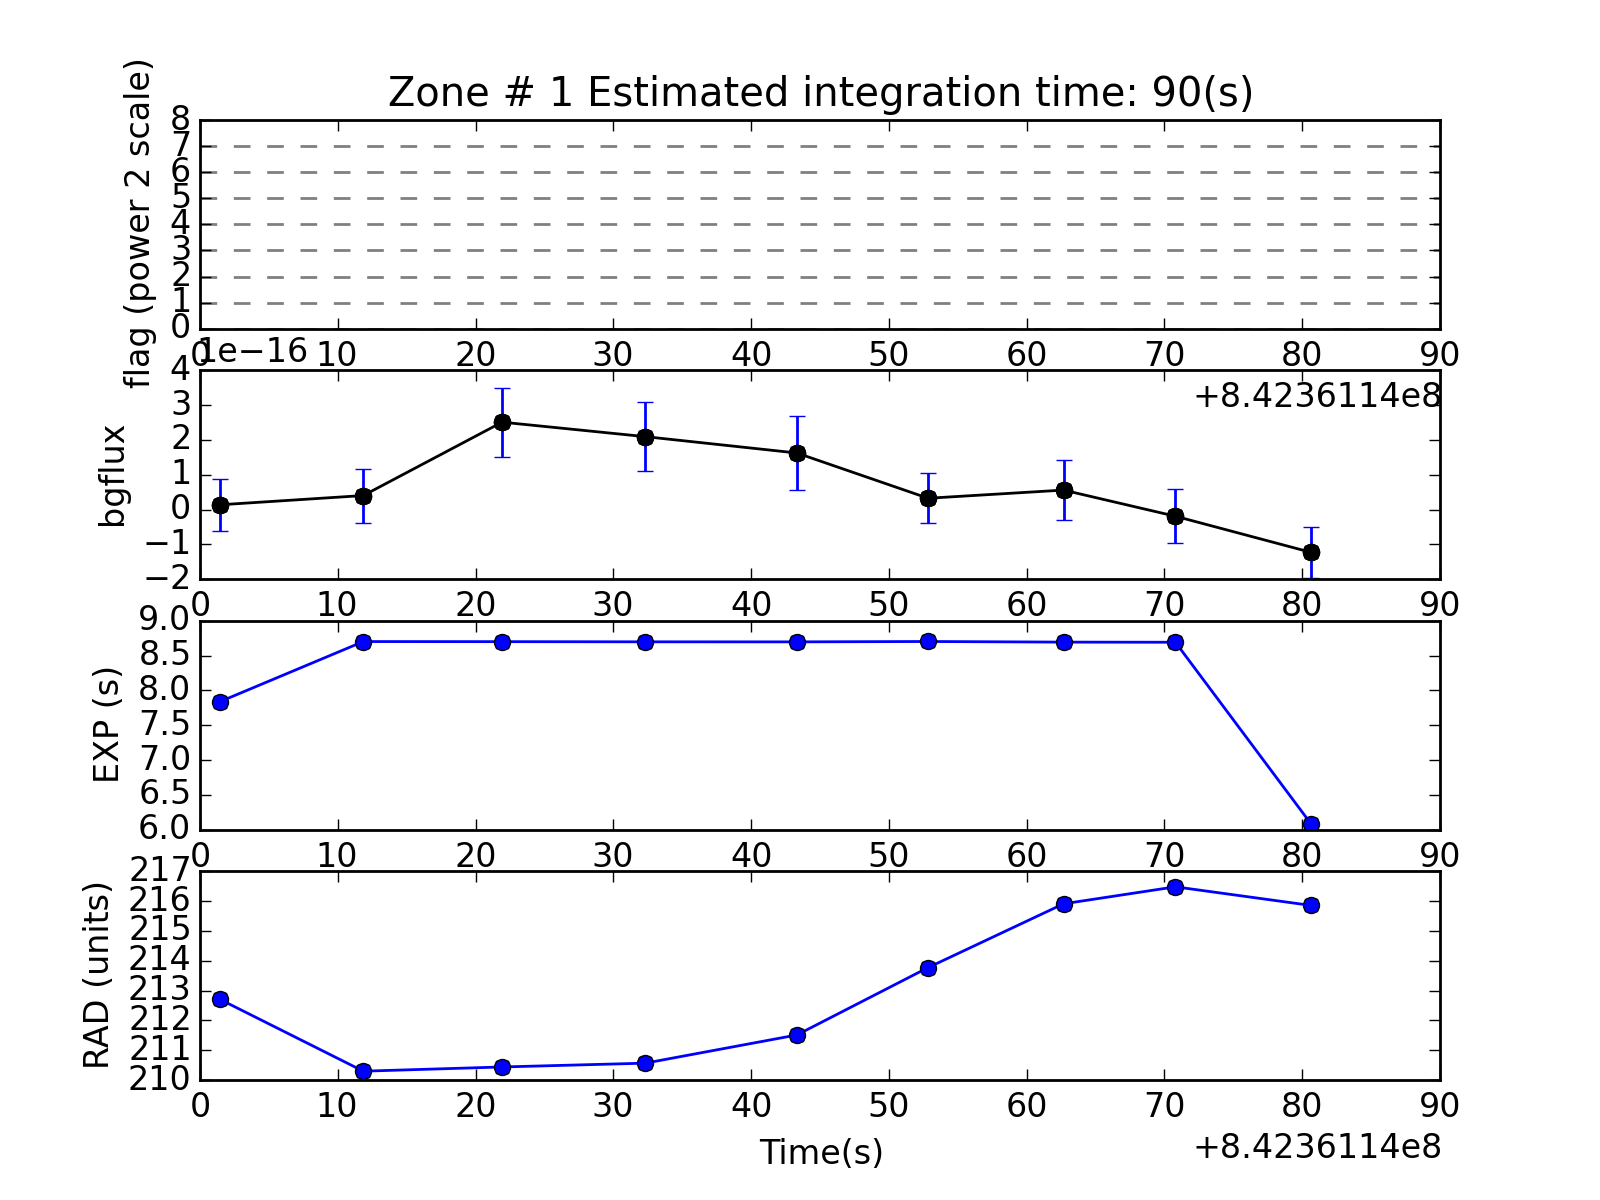 Zone # 1 Estimated integration time: 90(s)
flag (power 2 scale)
8
7
6
5
4
3
2
1
0
0 10 20 30 40 50 60 70 80 90
1e−16
+8.4236114e8
bgflux
4
3
2
1
0
−1
−2
0 10 20 30 40 50 60 70 80 90
EXP (s)
9.0
8.5
8.0
7.5
7.0
6.5
6.0
0 10 20 30 40 50 60 70 80 90
RAD (units)
217
216
215
214
213
212
211
210
0 10 20 30 40 50 60 70 80 90
Time(s)
+8.4236114e8